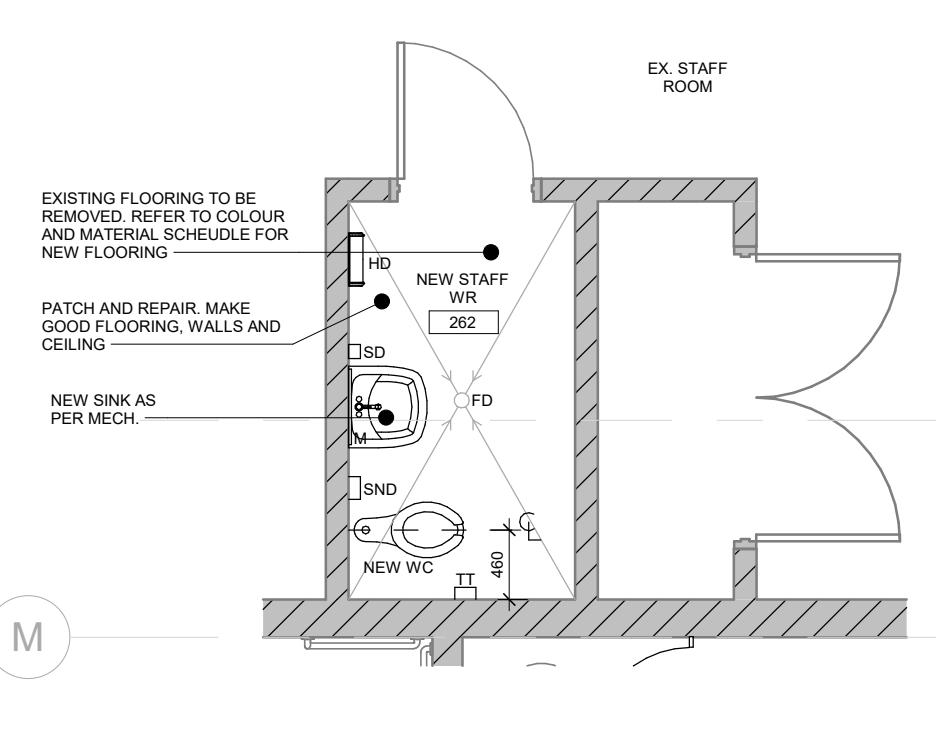 EX. STAFF
ROOM
EXISTING FLOORING TO BE
REMOVED. REFER TO COLOUR
AND MATERIAL SCHEUDLE FOR
NEW FLOORING
HD
NEW STAFF
WR
262
PATCH AND REPAIR. MAKE
GOOD FLOORING, WALLS AND
CEILING
SD
NEW SINK AS
PER MECH.
FD
M
SND
NEW WC
TT
460
CL
M